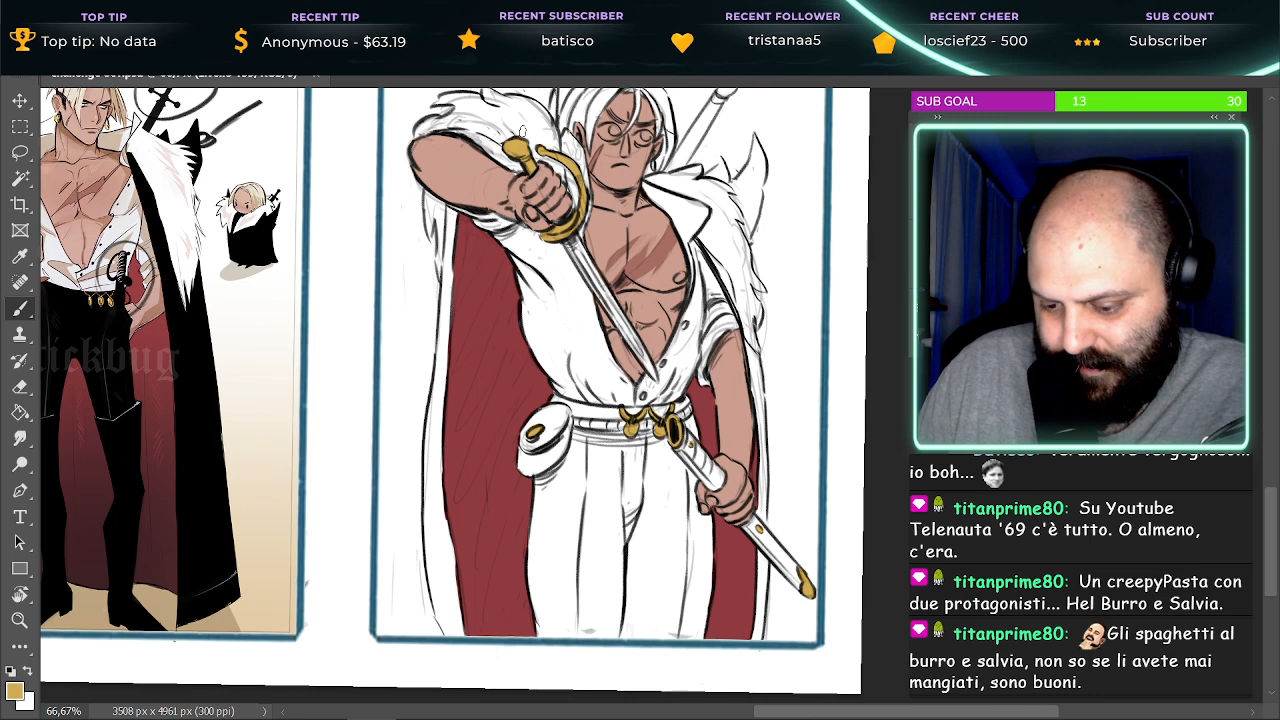 TOP TIP
Top tip: No data
RECENT TIP
Anonymous - $63.19
RECENT SUBSCRIBER
batisco
RECENT FOLLOWER
tristanaa5
RECENT CHEER
loscief23 - 500
SUB COUNT
Subscriber
SUB GOAL 13 30
tickbug
io boh...
titanprime80: Su Youtube
Telenauta '69 c'è tutto. O almeno,
c'era.
titanprime80: Un creepyPasta con
due protagonisti... Hel Burro e Salvia.
titanprime80: Gli spaghetti al
burro e salvia, non so se li avete mai
mangiati, sono buoni.
66,67% 3508 px x 4961 px (300 ppi)